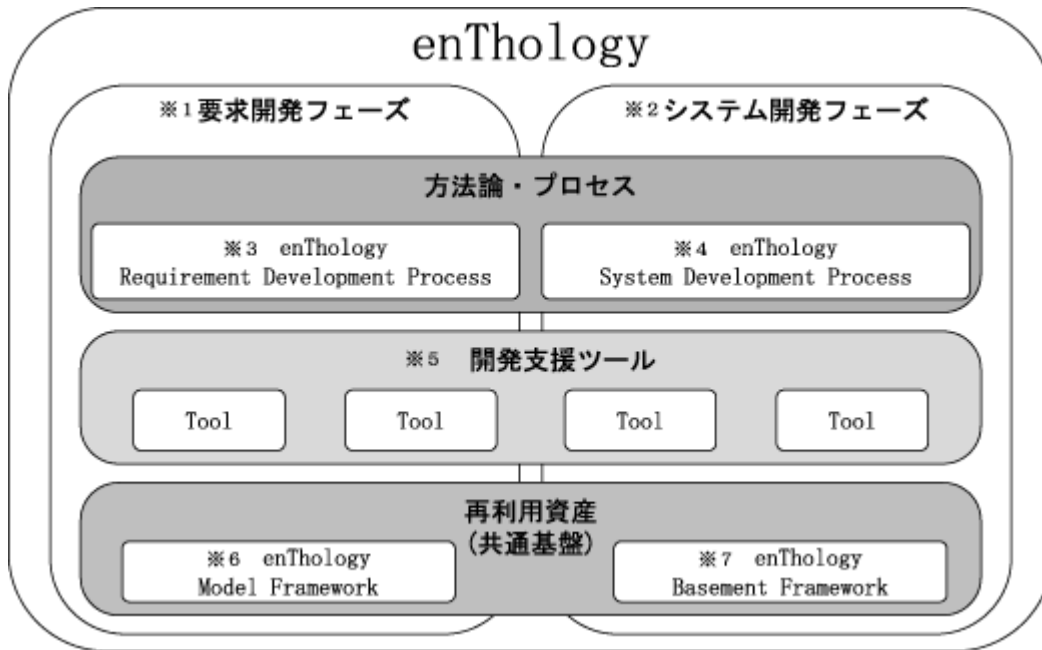 enThology
※1要求開発フェーズ
※2システム開発フェーズ
方法論・プロセス
※3 enThology
Requirement Development Process
※4 enThology
System Development Process
※5 開発支援ツール
Tool
Tool
Tool
Tool
再利用資産
(共通基盤)
※6 enThology
Model Framework
※7 enThology
Basement Framework